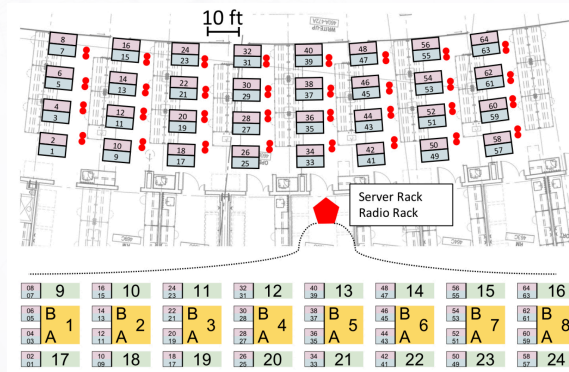 10 ft
8 16 24 32 40 48 56 64
7 15 23 31 39 47 55 63
6 14 22 30 38 46 54 62
5 13 21 29 37 45 53 61
4 12 20 28 36 44 52 60
3 11 19 27 35 43 51 59
2 10 18 26 34 42 50 58
1 9 17 25 33 41 49 57
Server Rack
Radio Rack
08 9 16 10 24 11 32 12 40 13 48 14 56 15 64 16
07 15 23 31 39 47 55 63
06 B 14 B 22 B 30 B 38 B 46 B 54 B 62 B
05 1 13 2 21 3 29 4 37 5 45 6 53 7 61 8
04 A 12 A 20 A 28 A 36 A 44 A 52 A 60 A
03 11 19 27 35 43 51 59
02 17 10 18 18 19 26 20 34 21 42 22 50 23 58 24
01 09 17 25 33 41 49 57